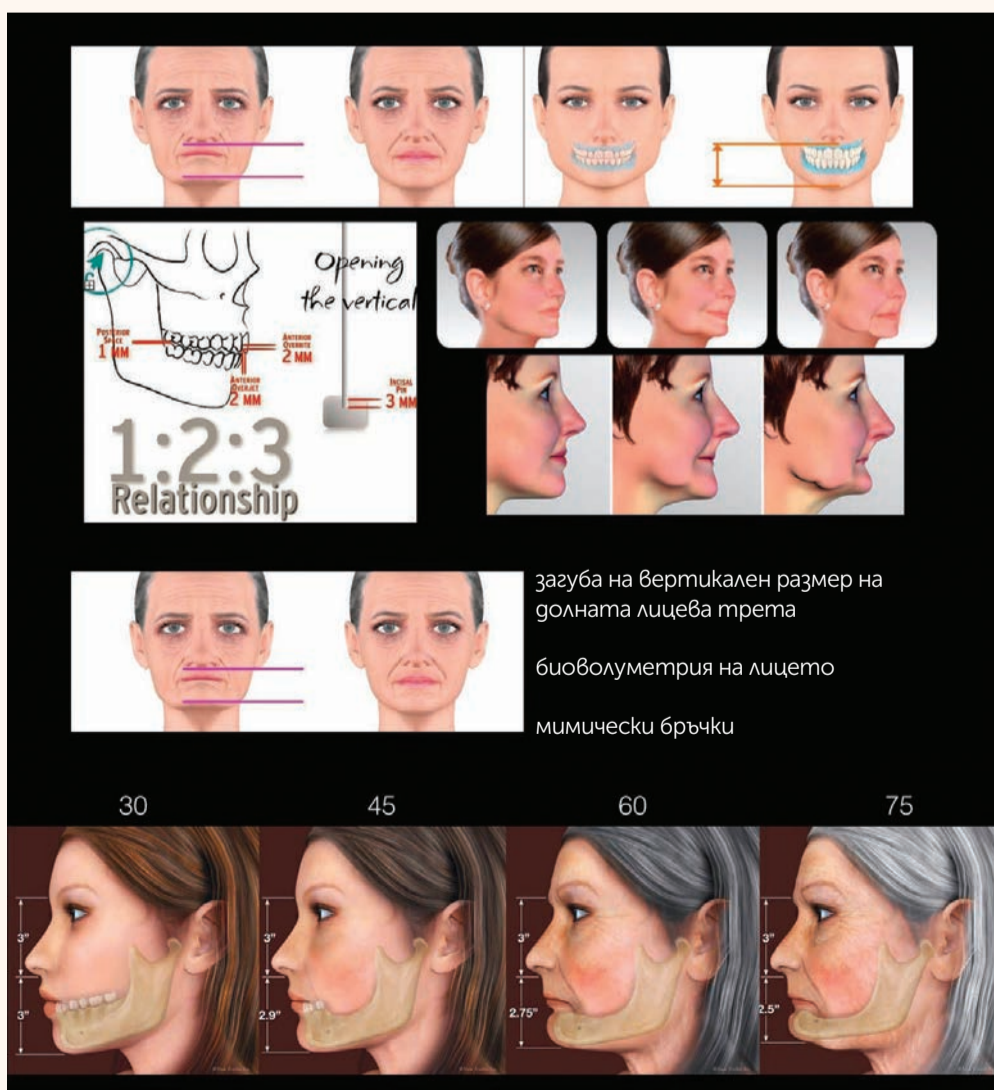 Opening
the vertical
POSTERIOR
SPACE
1 MM
ANTERIOR
OVERBITE
2 MM
ANTERIOR
OVERJET
2 MM
INCISAL
PIN
3 MM
1:2:3
Relationship
загуба на вертикален размер на
долната лицева трета
биоволуметрия на лицето
мимически бръчки
30 45 60 75
3" 3" 3" 3"
3" 2.9" 2.75" 2.5"